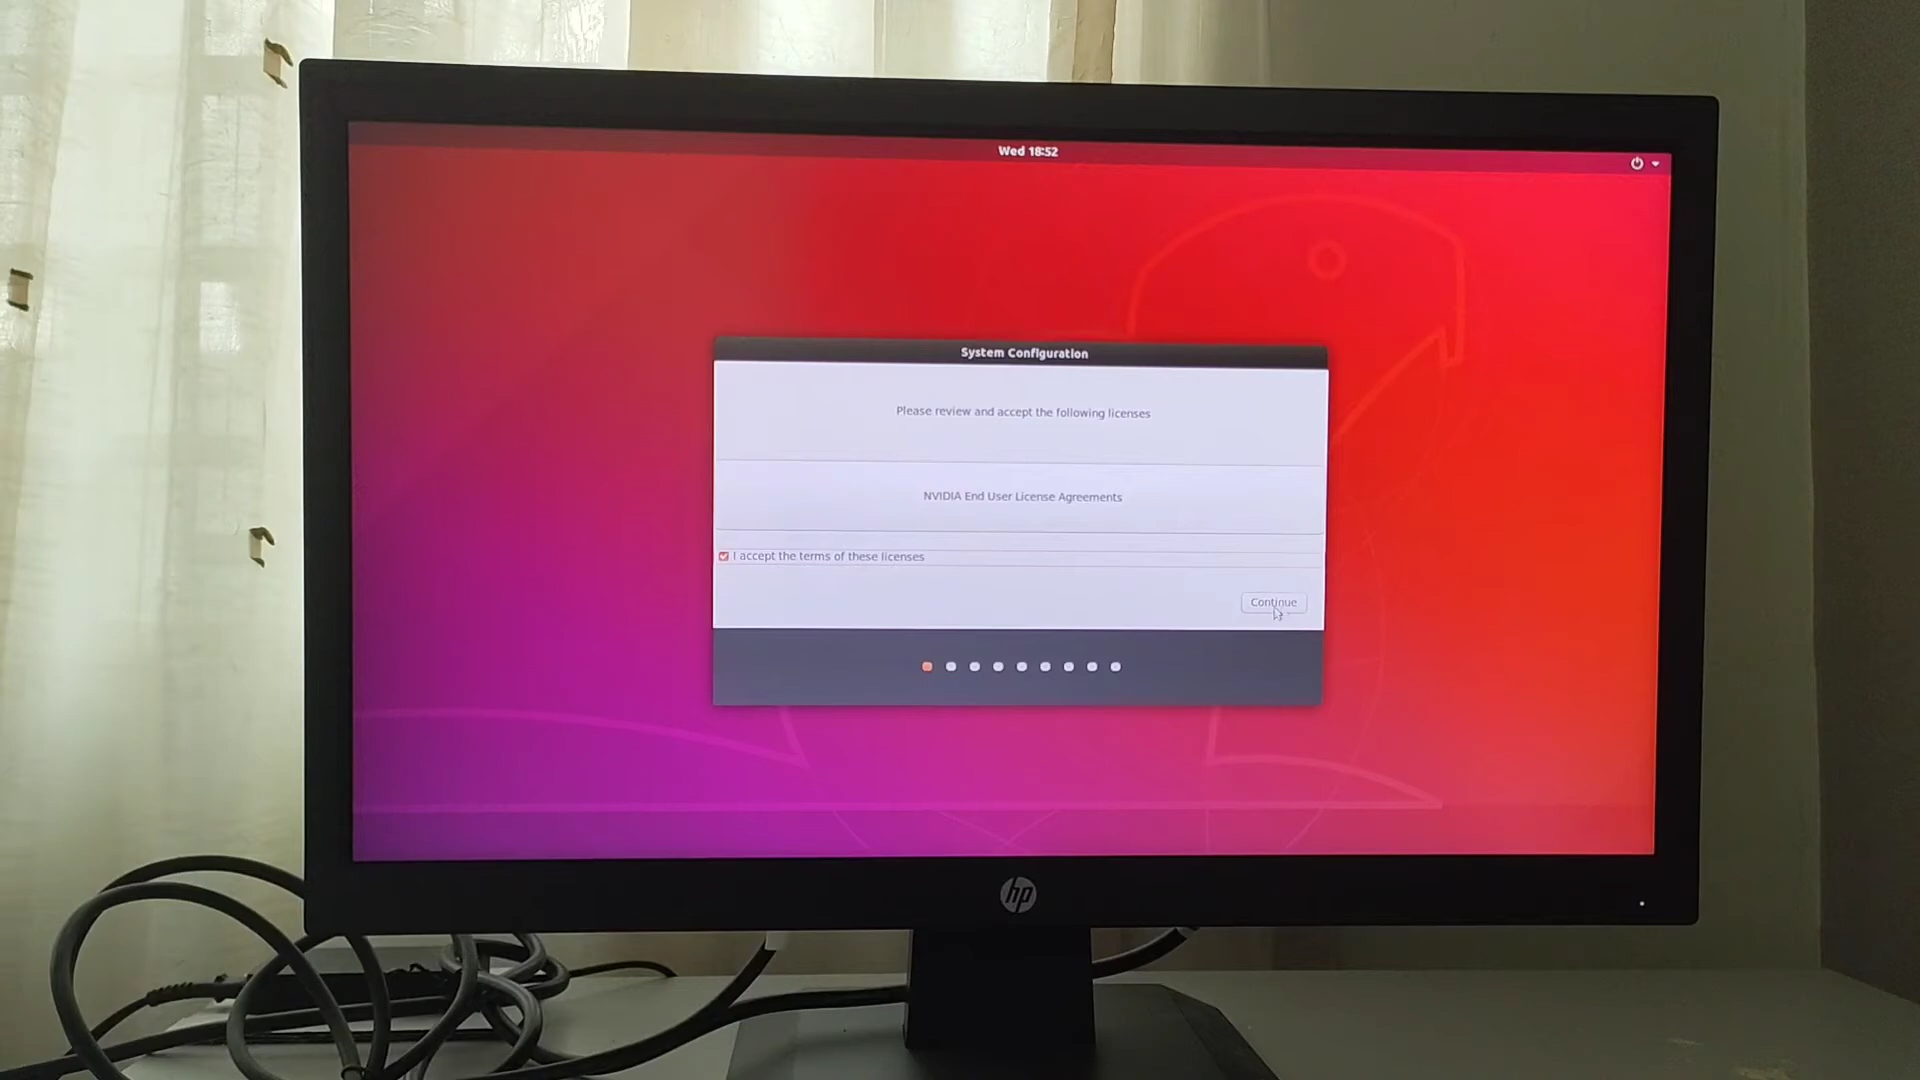 Wed 18:52
System Configuration
Please review and accept the following licenses
NVIDIA End User License Agreements
I accept the terms of these licenses
Continue
hp